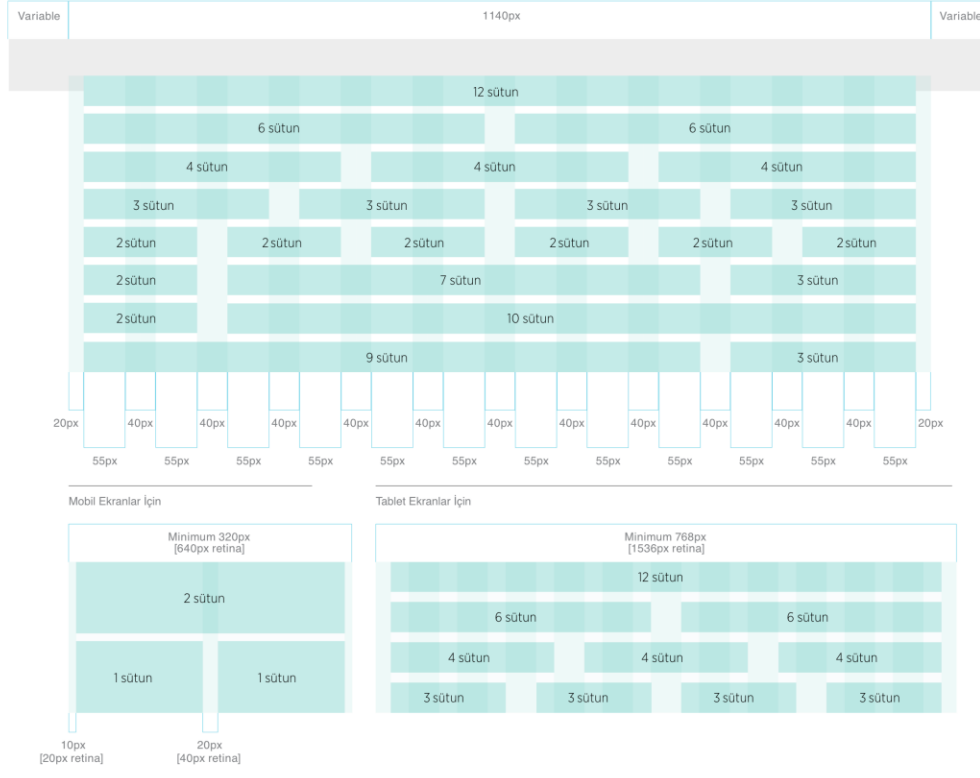 Variable
1140px
Variable
12 sütun
6 sütun 6 sütun
4 sütun 4 sütun 4 sütun
3 sütun 3 sütun 3 sütun 3 sütun
2 sütun 2 sütun 2 sütun 2 sütun 2 sütun 2 sütun
2 sütun 7 sütun 3 sütun
2 sütun 10 sütun
9 sütun 3 sütun
20px 40px 40px 40px 40px 40px 40px 40px 40px 40px 40px 40px 20px
55px 55px 55px 55px 55px 55px 55px 55px 55px 55px 55px 55px
Mobil Ekranlar İçin
Minimum 320px
[640px retina]
2 sütun
1 sütun 1 sütun
10px 20px
[20px retina] [40px retina]
Tablet Ekranlar İçin
Minimum 768px
[1536px retina]
12 sütun
6 sütun 6 sütun
4 sütun 4 sütun 4 sütun
3 sütun 3 sütun 3 sütun 3 sütun